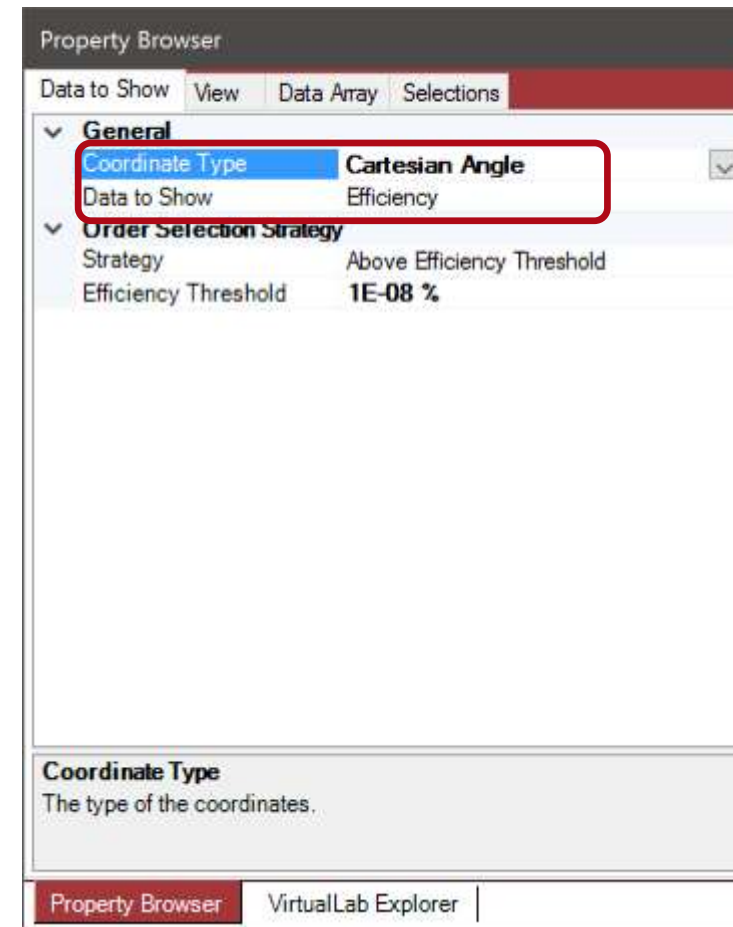 Property Browser
Data to Show View Data Array Selections
General
Coordinate Type Cartesian Angle
Data to Show Efficiency
Order Selection Strategy
Strategy Above Efficiency Threshold
Efficiency Threshold 1E-08 %
Coordinate Type
The type of the coordinates.
Property Browser VirtualLab Explorer